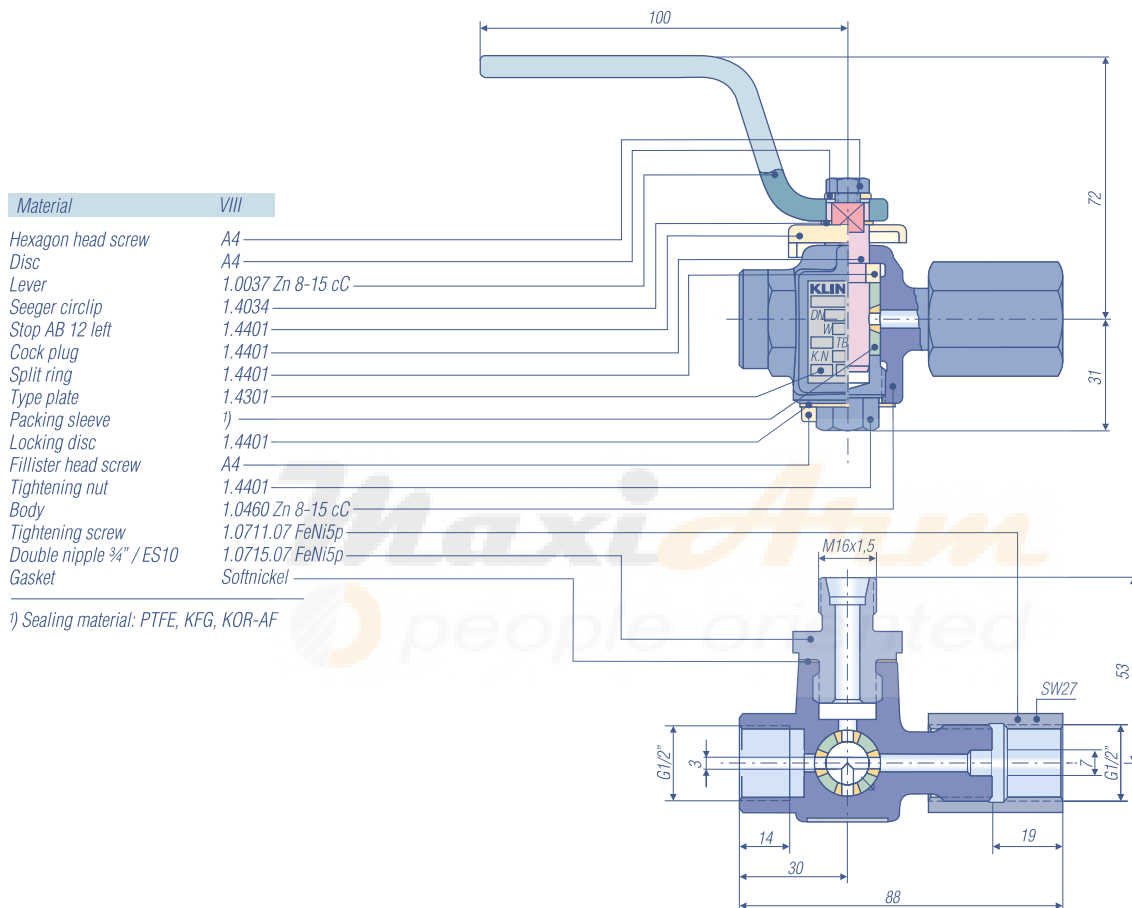 100
72
31
Material VIII
Hexagon head screw A4
Disc A4
Lever 1.0037 Zn 8-15 cC
Seeger circlip 1.4034
Stop AB 12 left 1.4401
Cock plug 1.4401
Split ring 1.4401
Type plate 1.4301
Packing sleeve ¹)
Locking disc 1.4401
Fillister head screw A4
Tightening nut 1.4401
Body 1.0460 Zn 8-15 cC
Tightening screw 1.0711.07 FeNi5p
Double nipple ¾” / ES10 1.0715.07 FeNi5p
Gasket Softnickel
¹) Sealing material: PTFE, KFG, KOR-AF
KLIN
DN
W
TB
K.N
MaxiArm
people oriented
M16x1,5
53
SW27
G1/2”
3
7
G1/2”
14
19
30
88